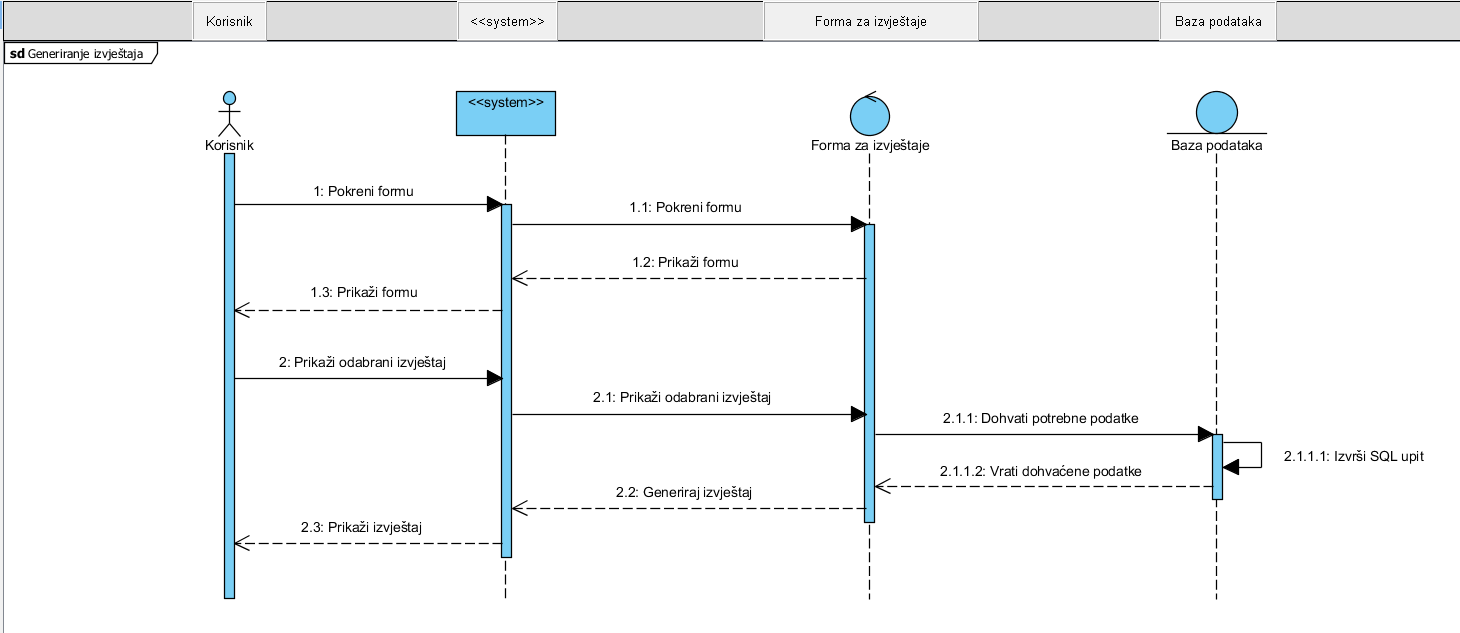 Korisnik
<<system>>
Forma za izvještaje
Baza podataka
sd Generiranje izvještaja
<<system>>
Korisnik
Forma za izvještaje
Baza podataka
1: Pokreni formu
1.1: Pokreni formu
1.2: Prikaži formu
1.3: Prikaži formu
2: Prikaži odabrani izvještaj
2.1: Prikaži odabrani izvještaj
2.1.1: Dohvati potrebne podatke
2.1.1.1: Izvrši SQL upit
2.1.1.2: Vrati dohvaćene podatke
2.2: Generiraj izvještaj
2.3: Prikaži izvještaj